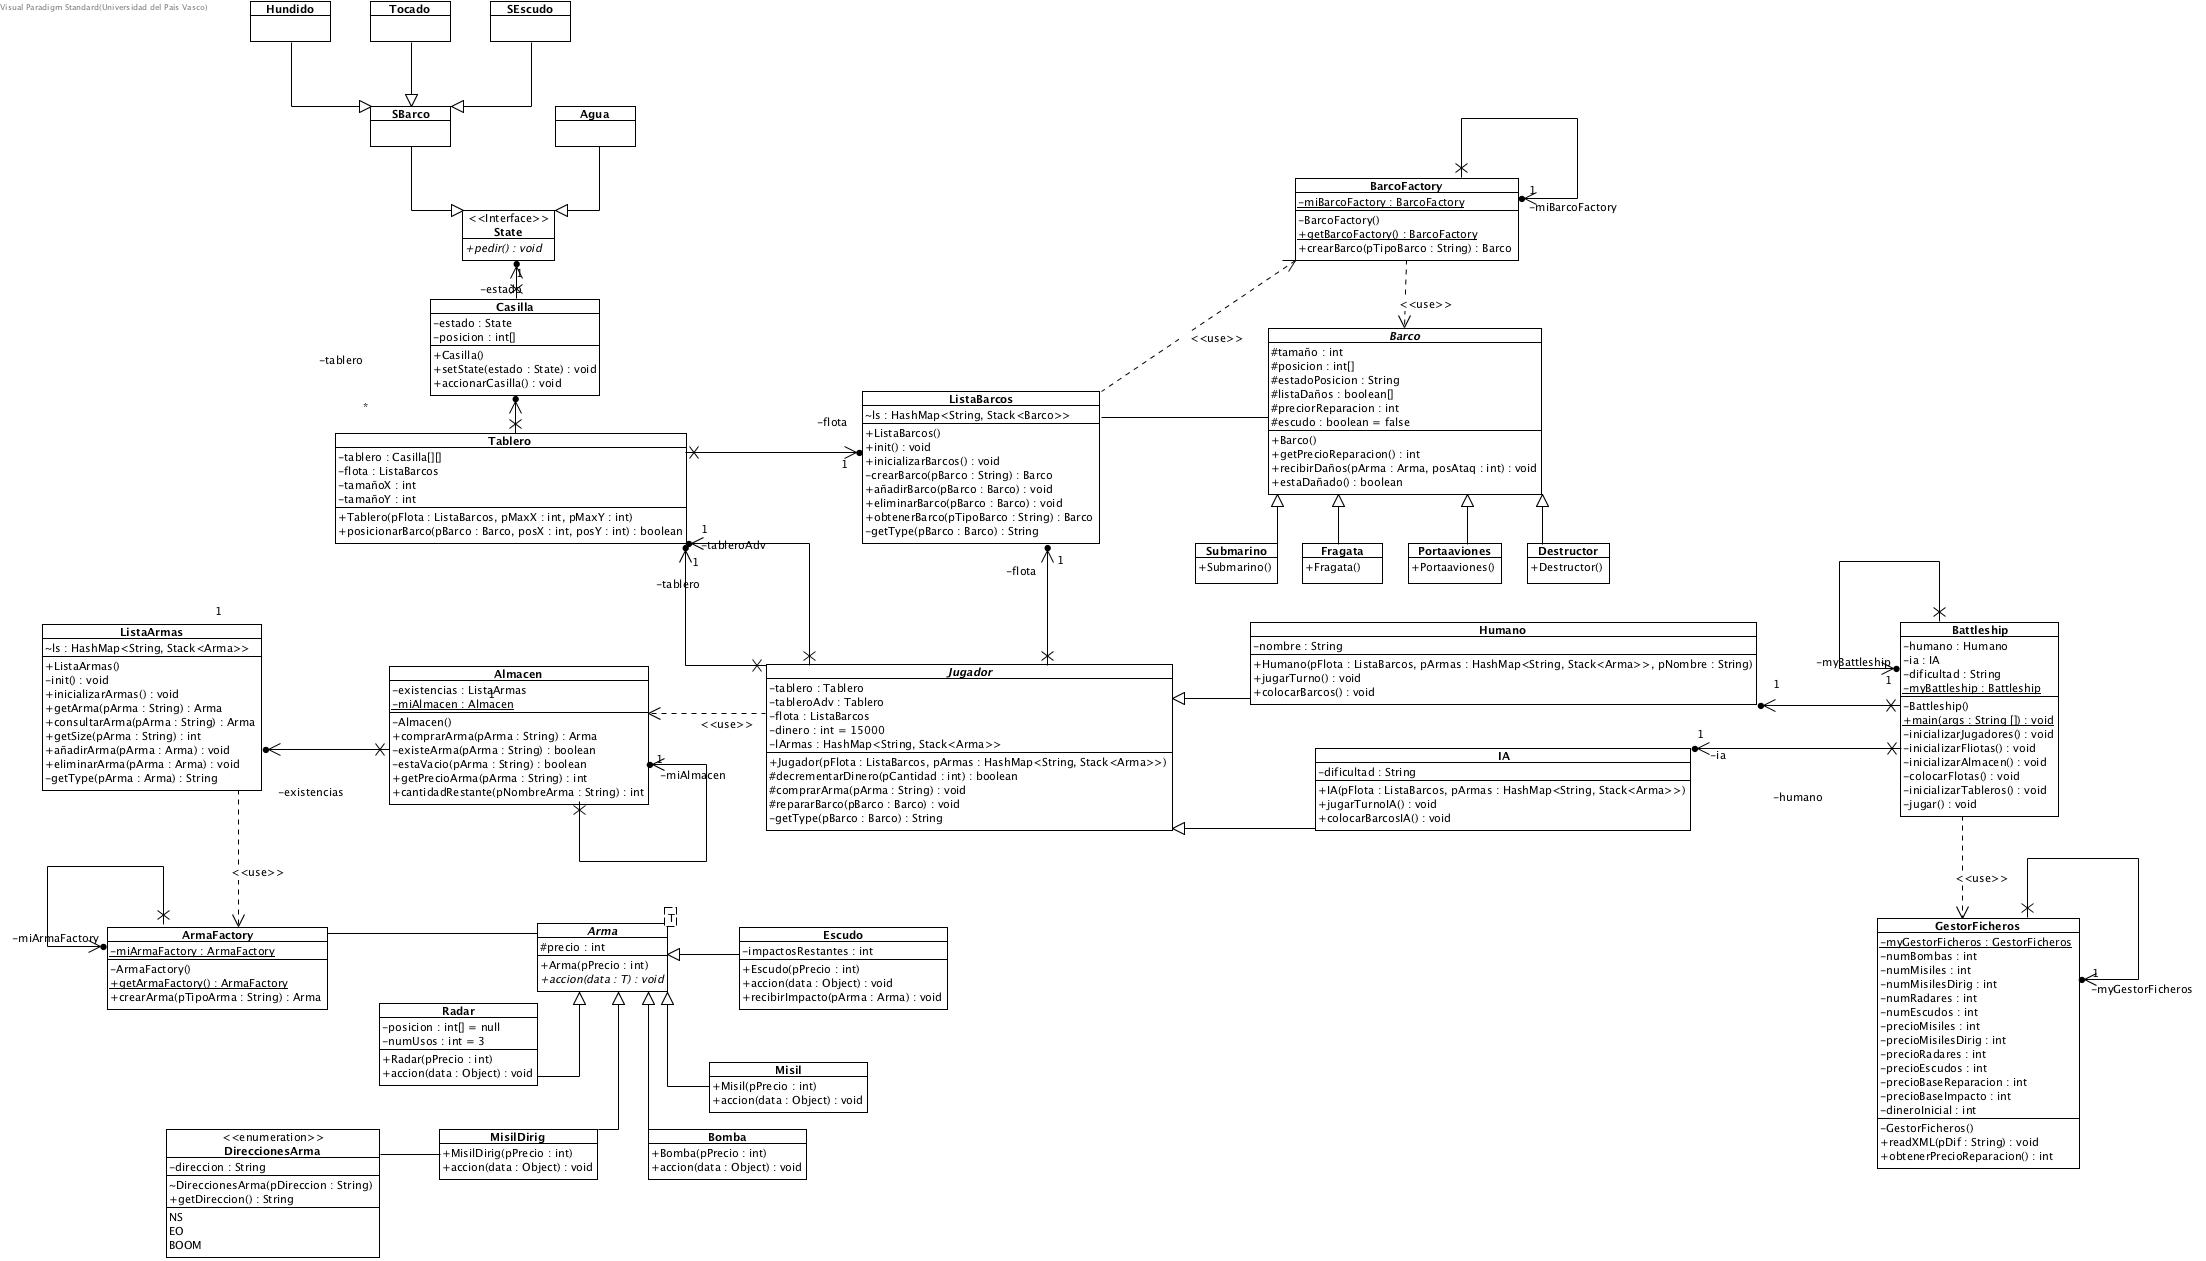 Visual Paradigm Standard(Universidad del Pais Vasco)
Hundido
Tocado
SEscudo
SBarco
Agua
<<Interface>>
State
+pedir() : void
1
-estado
Casilla
-estado : State
-posicion : int[]
+Casilla()
+setState(estado : State) : void
+accionarCasilla() : void
-tablero
*
Tablero
-tablero : Casilla[][]
-flota : ListaBarcos
-tamañoX : int
-tamañoY : int
+Tablero(pFlota : ListaBarcos, pMaxX : int, pMaxY : int)
+posicionarBarco(pBarco : Barco, posX : int, posY : int) : boolean
-flota
1
ListaBarcos
~ls : HashMap<String, Stack<Barco>>
+ListaBarcos()
+init() : void
+inicializarBarcos() : void
-crearBarco(pBarco : String) : Barco
+añadirBarco(pBarco : Barco) : void
+eliminarBarco(pBarco : Barco) : void
+obtenerBarco(pTipoBarco : String) : Barco
-getType(pBarco : Barco) : String
<<use>>
BarcoFactory
-miBarcoFactory : BarcoFactory
-BarcoFactory()
+getBarcoFactory() : BarcoFactory
+crearBarco(pTipoBarco : String) : Barco
1
-miBarcoFactory
<<use>>
Barco
#tamaño : int
#posicion : int[]
#estadoPosicion : String
#listaDaños : boolean[]
#preciorReparacion : int
#escudo : boolean = false
+Barco()
+getPrecioReparacion() : int
+recibirDaños(pArma : Arma, posAtaq : int) : void
+estaDañado() : boolean
Submarino
+Submarino()
Fragata
+Fragata()
Portaaviones
+Portaaviones()
Destructor
+Destructor()
1
-tableroAdv
1
-tablero
1
-flota
1
ListaArmas
~ls : HashMap<String, Stack<Arma>>
+ListaArmas()
-init() : void
+inicializarArmas() : void
+getArma(pArma : String) : Arma
+consultarArma(pArma : String) : Arma
+getSize(pArma : String) : int
+añadirArma(pArma : Arma) : void
+eliminarArma(pArma : Arma) : void
-getType(pArma : Arma) : String
-existencias
Almacen
-existencias : ListaArmas
1
-miAlmacen : Almacen
-Almacen()
+comprarArma(pArma : String) : Arma
-existeArma(pArma : String) : boolean
-estaVacio(pArma : String) : boolean
+getPrecioArma(pArma : String) : int
+cantidadRestante(pNombreArma : String) : int
1
-miAlmacen
<<use>>
Jugador
-tablero : Tablero
-tableroAdv : Tablero
-flota : ListaBarcos
-dinero : int = 15000
-lArmas : HashMap<String, Stack<Arma>>
+Jugador(pFlota : ListaBarcos, pArmas : HashMap<String, Stack<Arma>>)
#decrementarDinero(pCantidad : int) : boolean
#comprarArma(pArma : String) : void
#repararBarco(pBarco : Barco) : void
-getType(pBarco : Barco) : String
Humano
-nombre : String
+Humano(pFlota : ListaBarcos, pArmas : HashMap<String, Stack<Arma>>, pNombre : String)
+jugarTurno() : void
+colocarBarcos() : void
IA
-dificultad : String
+IA(pFlota : ListaBarcos, pArmas : HashMap<String, Stack<Arma>>)
+jugarTurnoIA() : void
+colocarBarcosIA() : void
1
1
-ia
-humano
-myBattleship
1
Battleship
-humano : Humano
-ia : IA
-dificultad : String
-myBattleship : Battleship
-Battleship()
+main(args : String []) : void
-inicializarJugadores() : void
-inicializarFliotas() : void
-inicializarAlmacen() : void
-colocarFlotas() : void
-inicializarTableros() : void
-jugar() : void
<<use>>
GestorFicheros
-myGestorFicheros : GestorFicheros
-numBombas : int
-numMisiles : int
-numMisilesDirig : int
-numRadares : int
-numEscudos : int
-precioMisiles : int
-precioMisilesDirig : int
-precioRadares : int
-precioEscudos : int
-precioBaseReparacion : int
-precioBaseImpacto : int
-dineroInicial : int
-GestorFicheros()
+readXML(pDif : String) : void
+obtenerPrecioReparacion() : int
1
-myGestorFicheros
<<use>>
-miArmaFactory
ArmaFactory
-miArmaFactory : ArmaFactory
-ArmaFactory()
+getArmaFactory() : ArmaFactory
+crearArma(pTipoArma : String) : Arma
T
Arma
#precio : int
+Arma(pPrecio : int)
+accion(data : T) : void
Escudo
-impactosRestantes : int
+Escudo(pPrecio : int)
+accion(data : Object) : void
+recibirImpacto(pArma : Arma) : void
Radar
-posicion : int[] = null
-numUsos : int = 3
+Radar(pPrecio : int)
+accion(data : Object) : void
Misil
+Misil(pPrecio : int)
+accion(data : Object) : void
<<enumeration>>
DireccionesArma
-direccion : String
~DireccionesArma(pDireccion : String)
+getDireccion() : String
NS
EO
BOOM
MisilDirig
+MisilDirig(pPrecio : int)
+accion(data : Object) : void
Bomba
+Bomba(pPrecio : int)
+accion(data : Object) : void